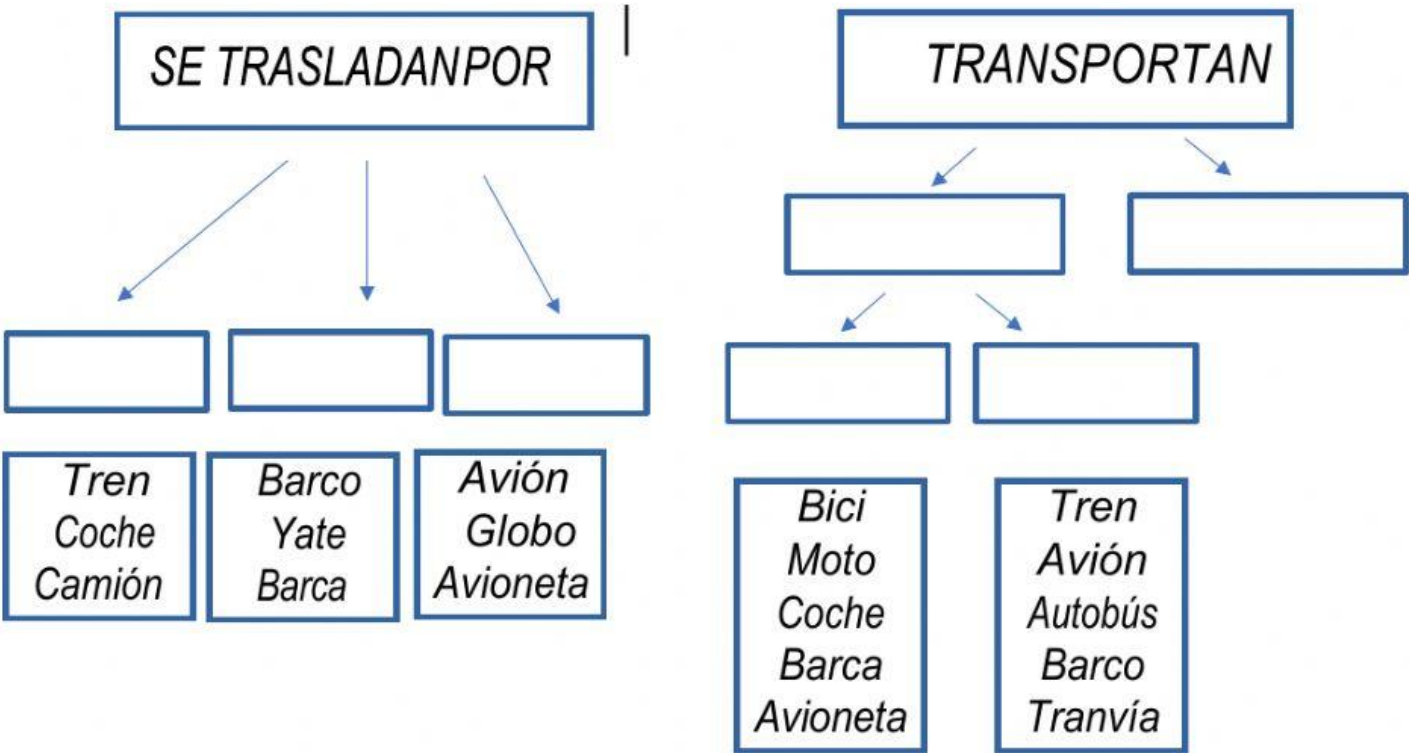 SE TRASLADANPOR
TRANSPORTAN
Tren
Coche
Camión
Barco
Yate
Barca
Avión
Globo
Avioneta
Bici
Moto
Coche
Barca
Avioneta
Tren
Avión
Autobús
Barco
Tranvía